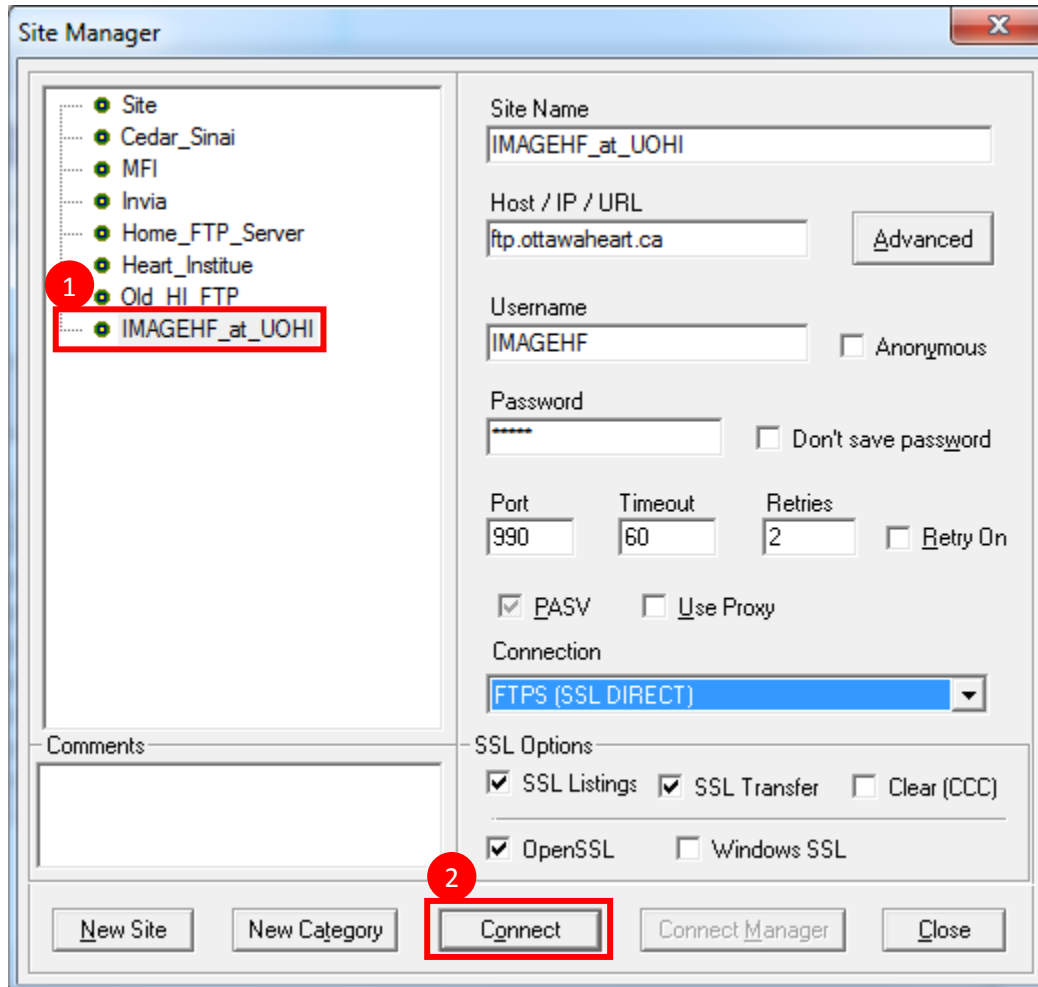 Site Manager
Site
Cedar_Sinai
MFI
Invia
Home_FTP_Server
Heart_Institue
1
Old_HI_FTP
IMAGEHF_at_UOHI
Site Name
IMAGEHF_at_UOHI
Host / IP / URL
ftp.ottawaheart.ca
Advanced
Username
IMAGEHF
Anonymous
Password
*****
Don't save password
Port Timeout Retries
990 60 2 Retry On
PASV Use Proxy
Connection
FTPS (SSL DIRECT)
Comments
SSL Options
SSL Listings SSL Transfer Clear (CCC)
OpenSSL Windows SSL
2
New Site New Category Connect Connect Manager Close